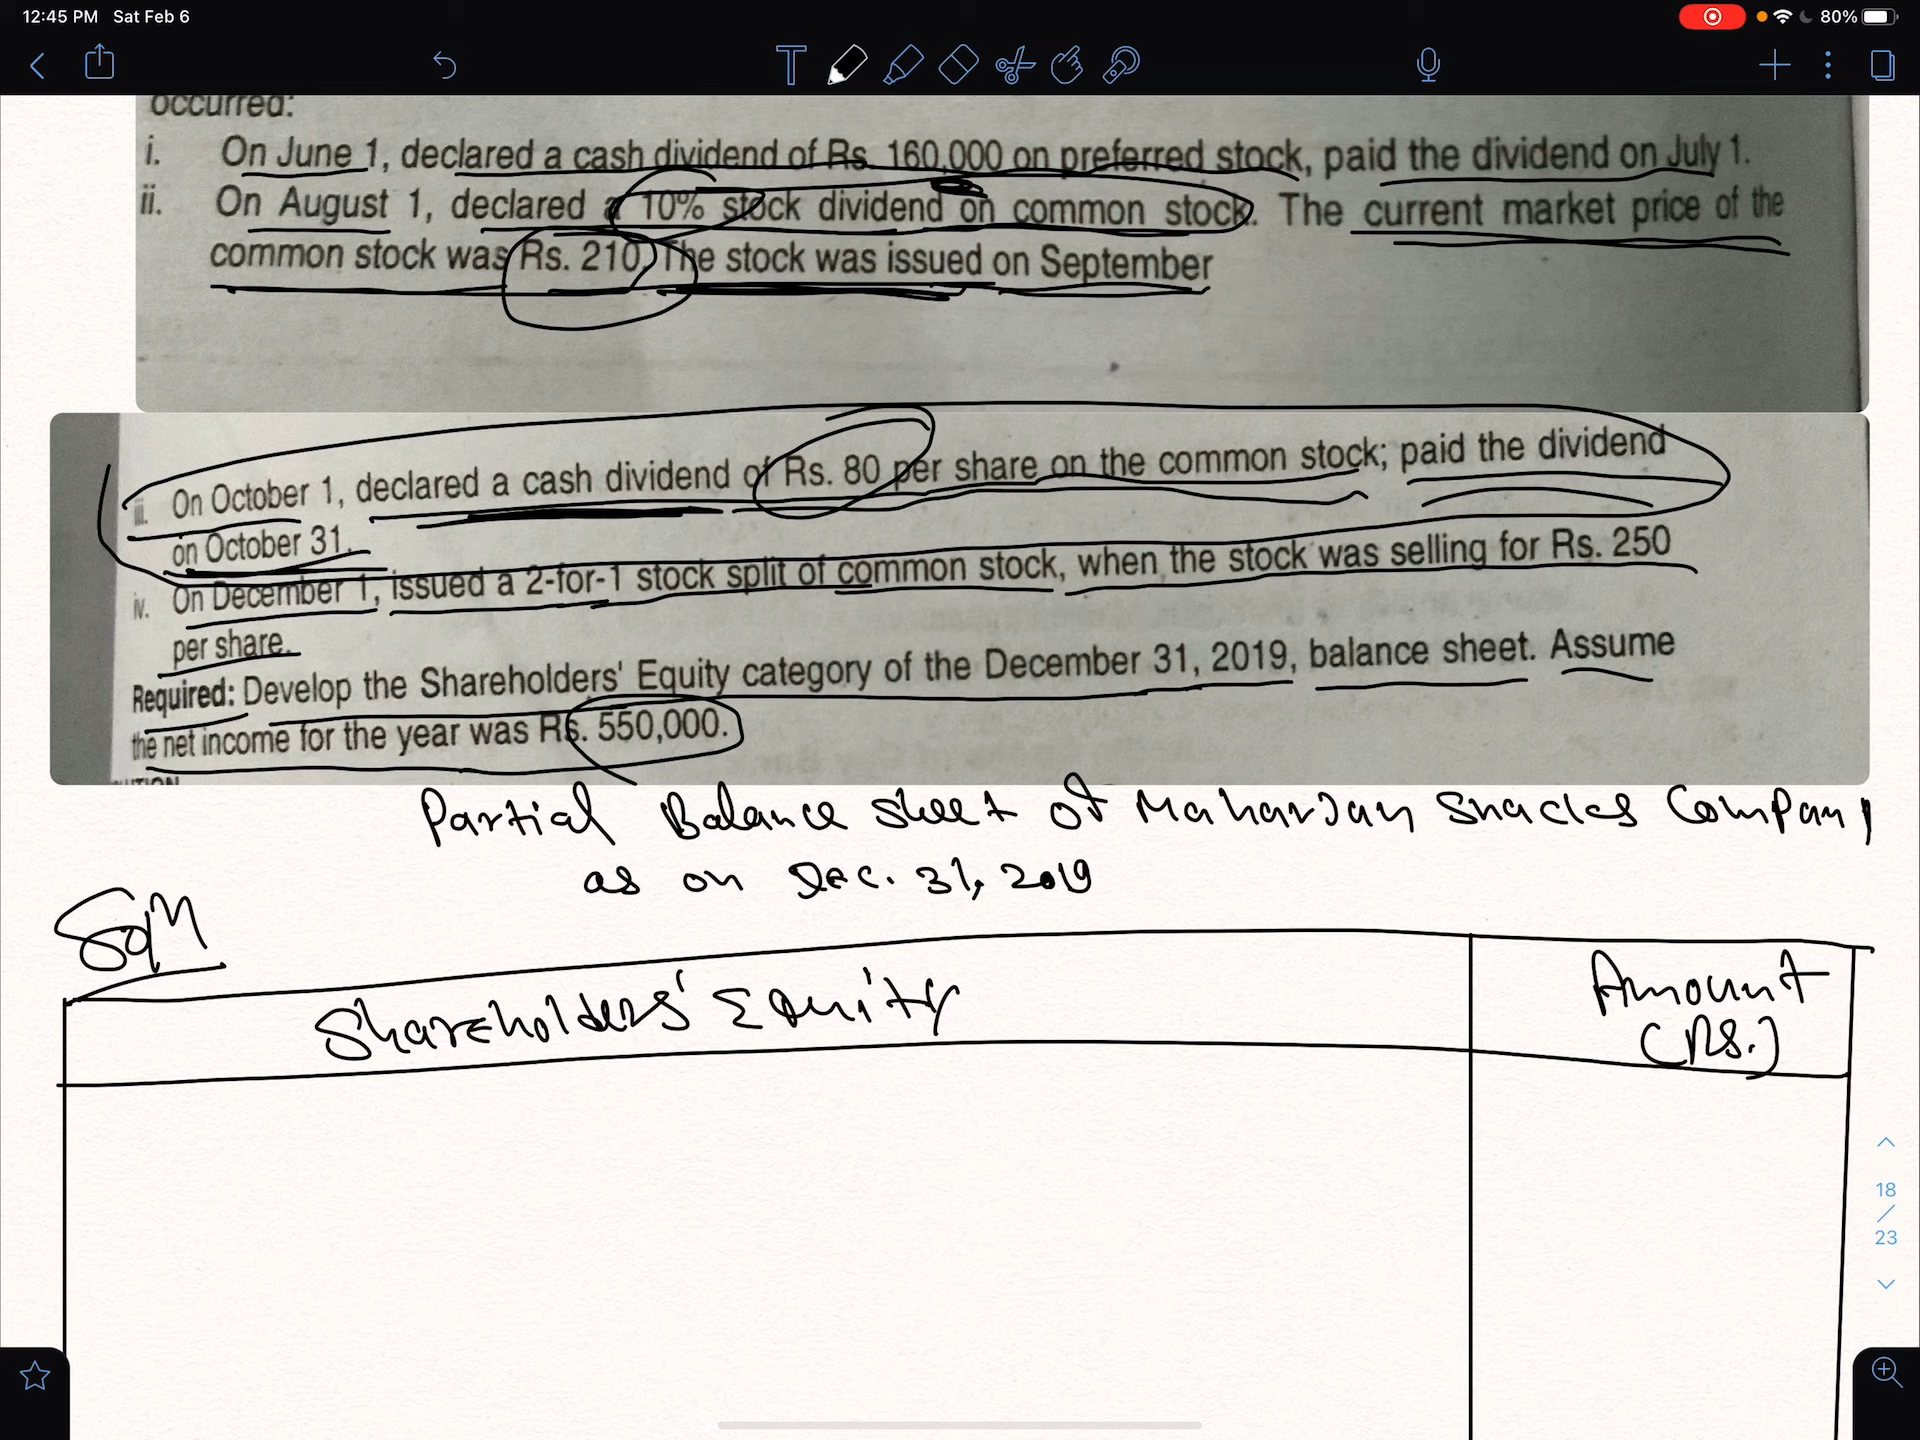 12:45 PM Sat Feb 6
80%
occurred:
i. On June 1, declared a cash dividend of Rs. 160,000 on preferred stock, paid the dividend on July 1.
ii. On August 1, declared a 10% stock dividend on common stock. The current market price of the
common stock was Rs. 210. The stock was issued on September
iii. On October 1, declared a cash dividend of Rs. 80 per share on the common stock; paid the dividend
on October 31.
iv. On December 1, issued a 2-for-1 stock split of common stock, when the stock was selling for Rs. 250
per share.
Required: Develop the Shareholders' Equity category of the December 31, 2019, balance sheet. Assume
the net income for the year was Rs. 550,000.
Partial Balance sheet of Maharjan Snacks Company
as on Dec. 31, 2019
Solⁿ
Shareholders' Equity
Amount
(Rs.)
18
/
23